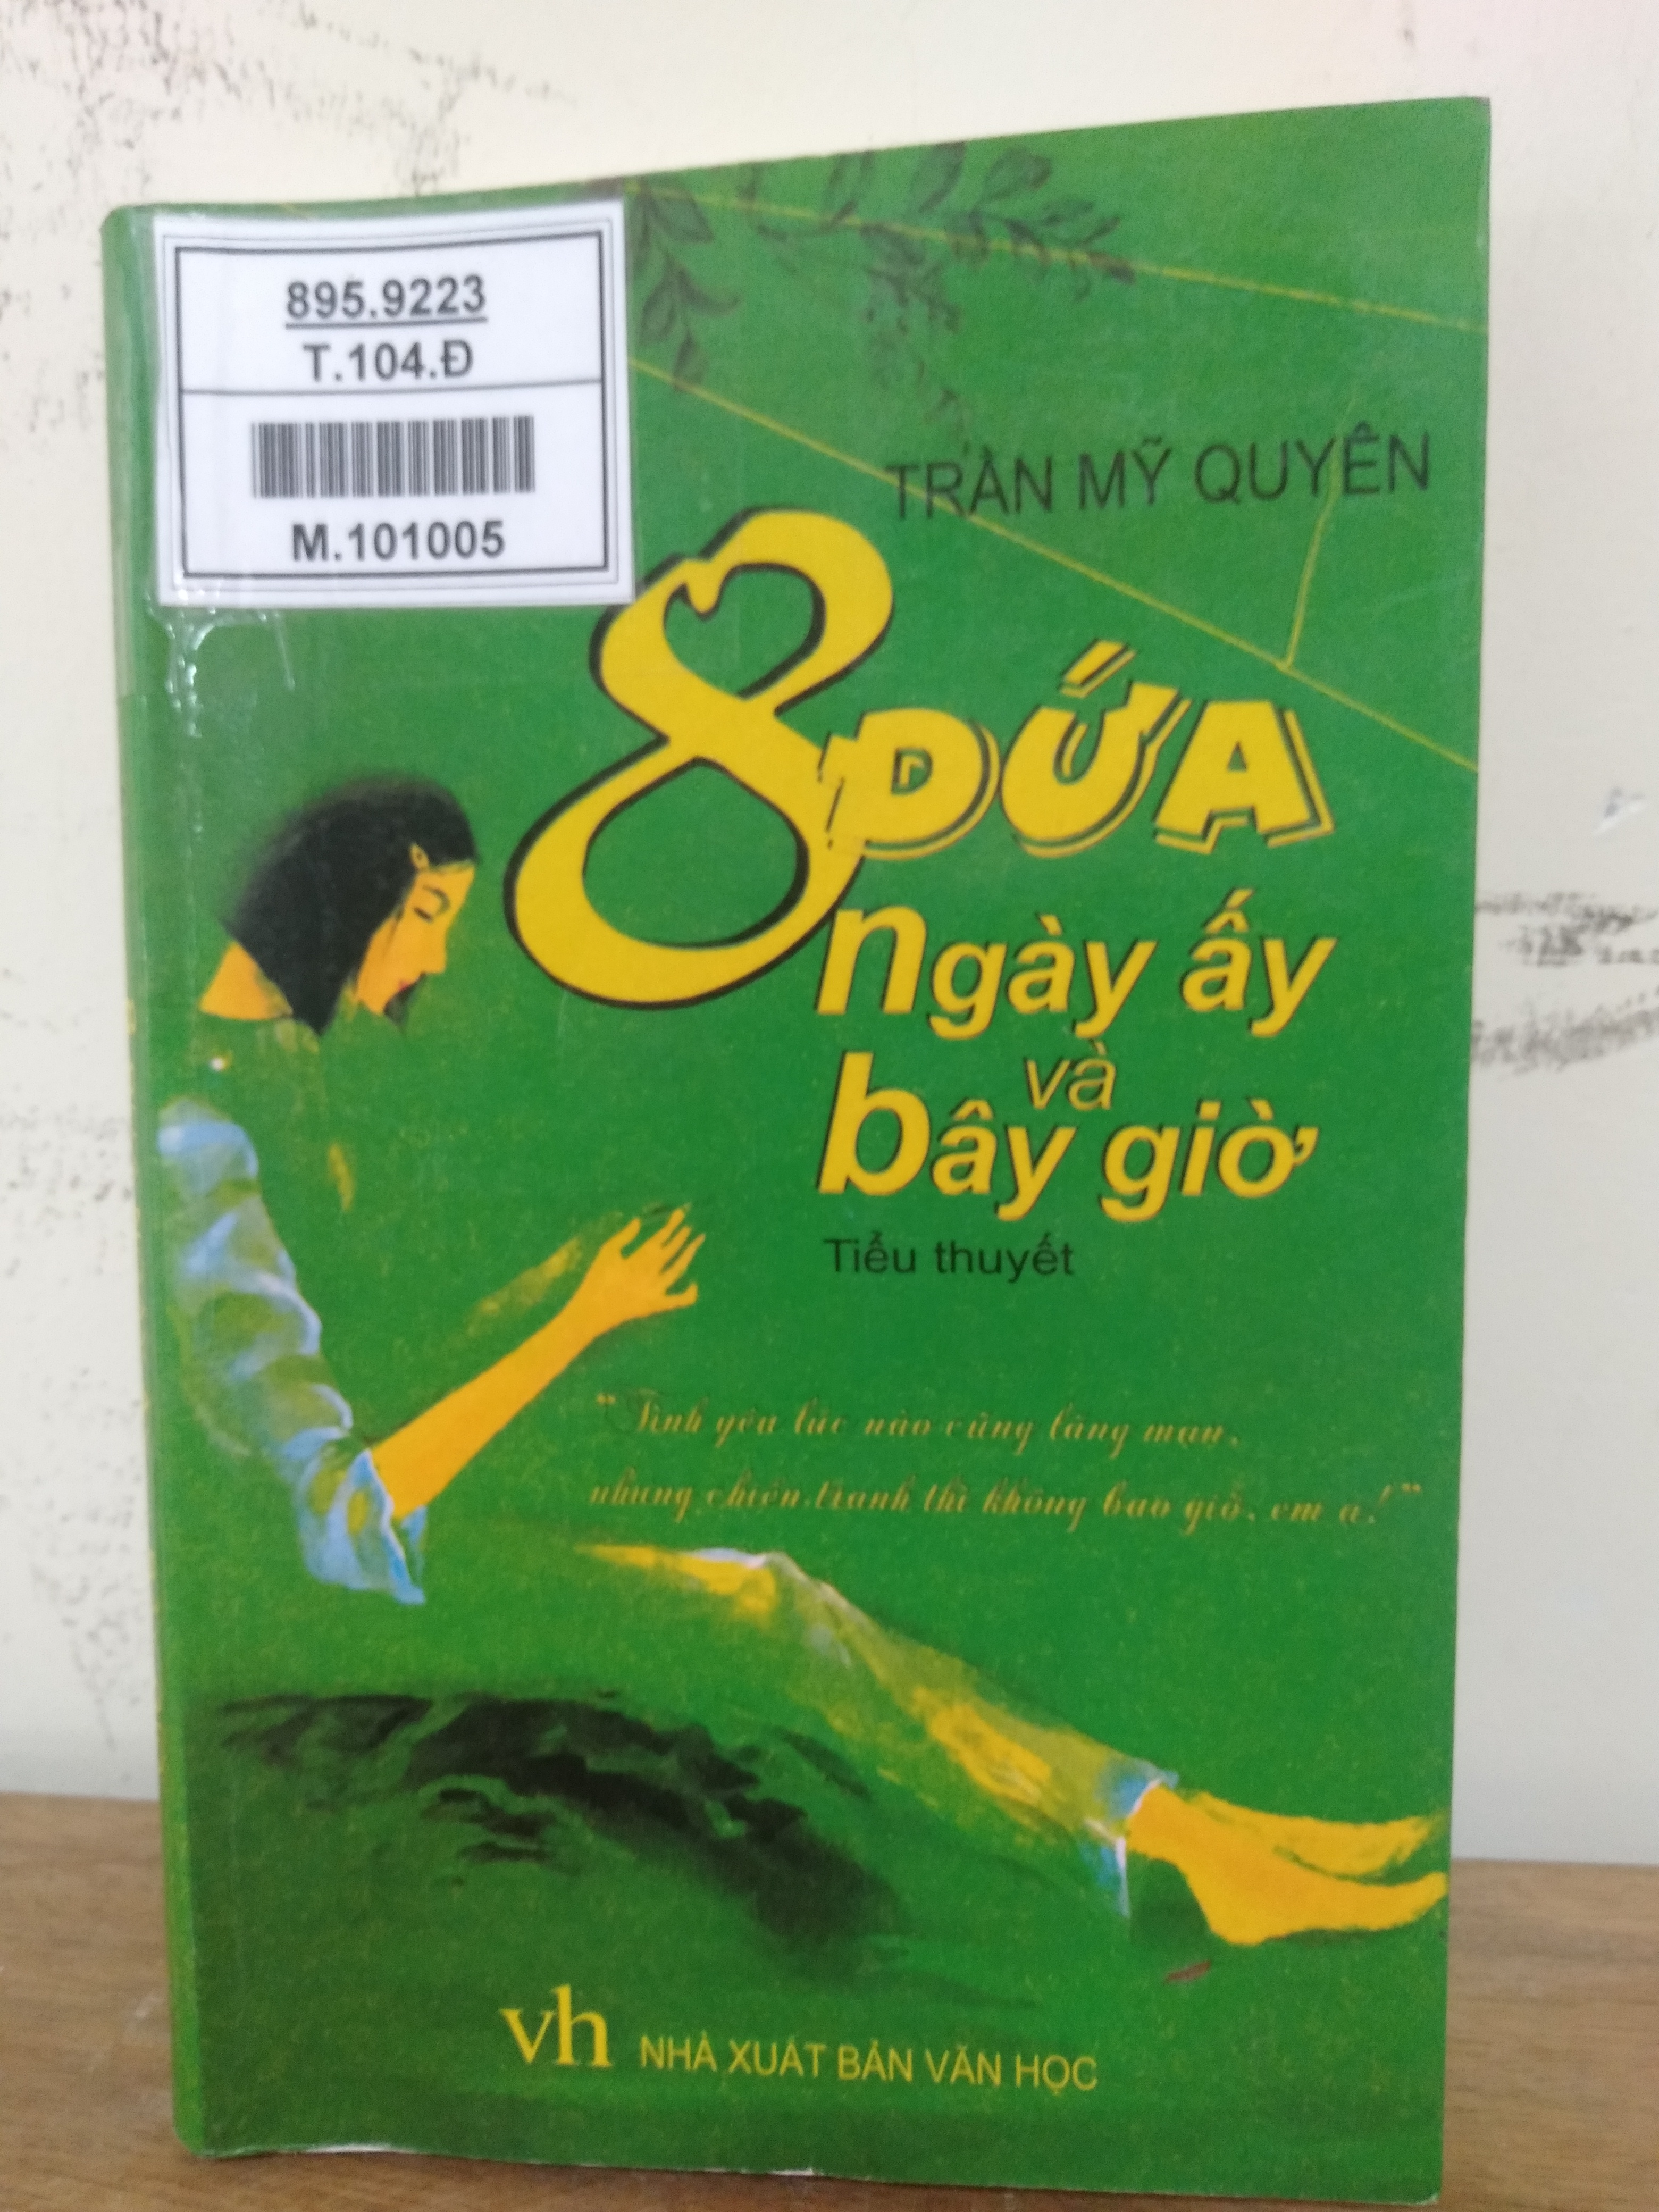 895.9223
T.104.Đ
M.101005
TRẦN MỸ QUYÊN
8 ĐỨA
ngày ấy
và
bây giờ
Tiểu thuyết
"Tình yêu lúc nào cũng lãng mạn,
nhưng chiến tranh thì không bao giờ, em ạ!"
vh NHÀ XUẤT BẢN VĂN HỌC